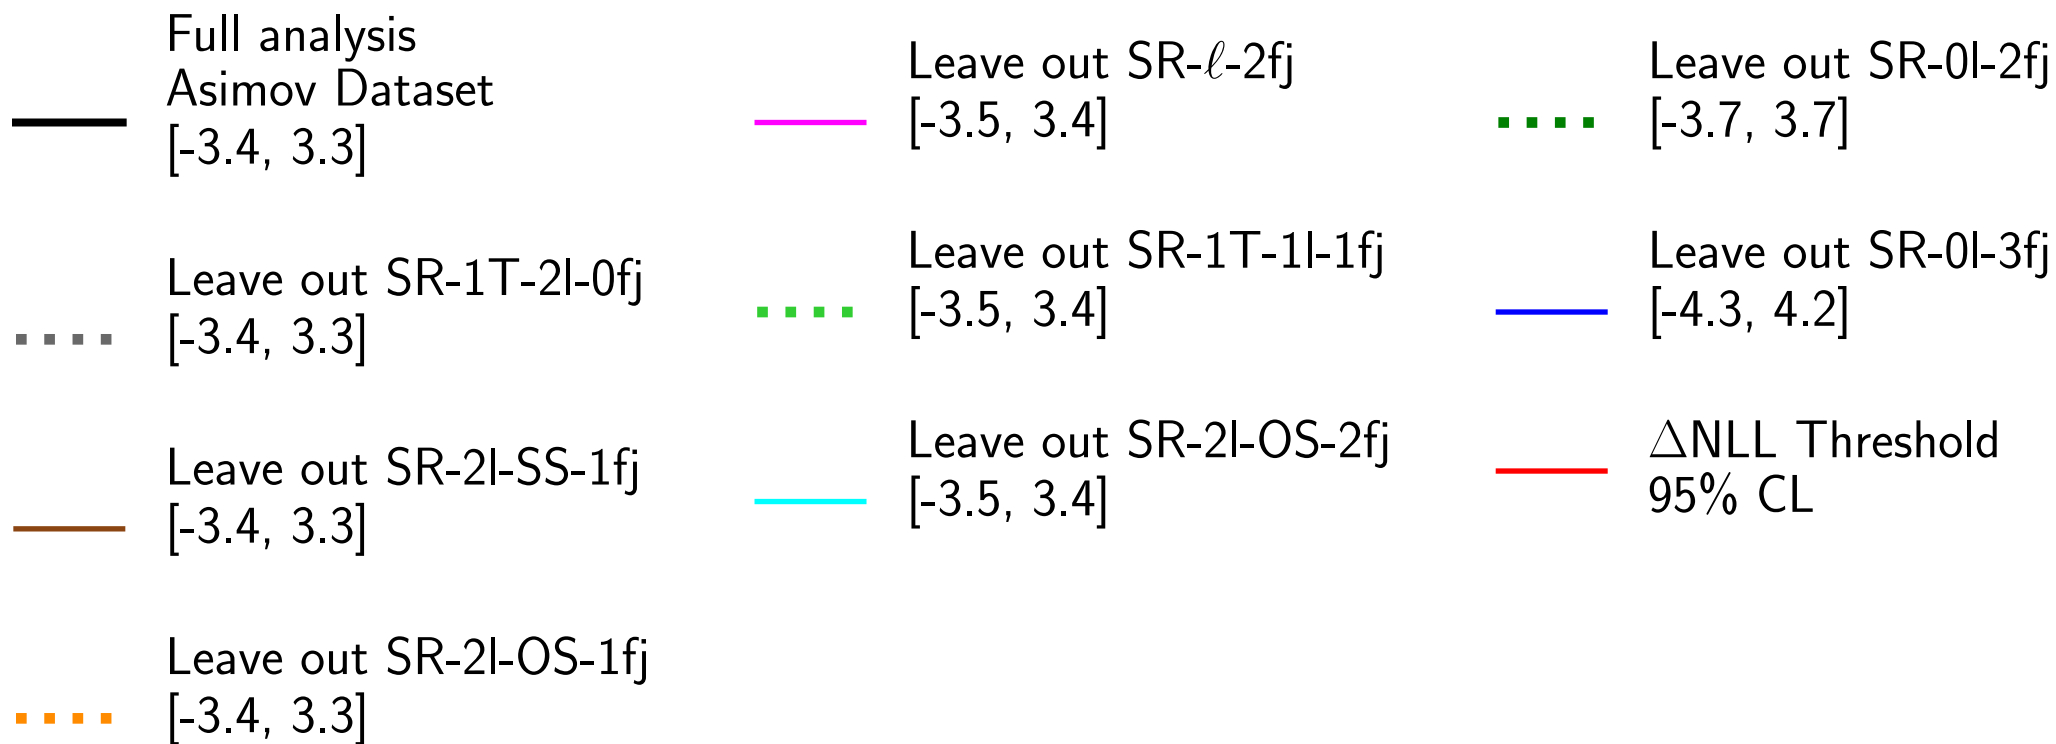 Full analysis
Asimov Dataset
[-3.4, 3.3]
Leave out SR-1T-2l-0fj
[-3.4, 3.3]
Leave out SR-2l-SS-1fj
[-3.4, 3.3]
Leave out SR-2l-OS-1fj
[-3.4, 3.3]
Leave out SR-ℓ-2fj
[-3.5, 3.4]
Leave out SR-1T-1l-1fj
[-3.5, 3.4]
Leave out SR-2l-OS-2fj
[-3.5, 3.4]
Leave out SR-0l-2fj
[-3.7, 3.7]
Leave out SR-0l-3fj
[-4.3, 4.2]
△NLL Threshold
95% CL